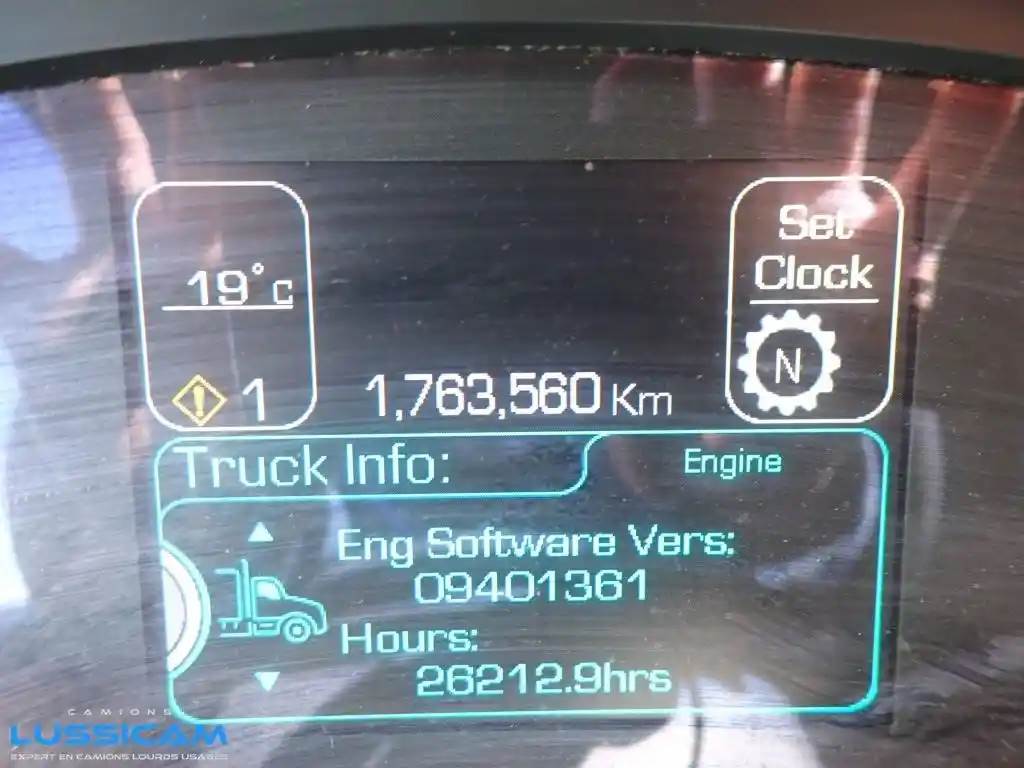 19°C
Set
Clock
N
! 1
1,763,560 Km
Truck Info:
Engine
Eng Software Vers:
09401361
Hours:
26212.9hrs
CAMIONS
LUSSICAM
EXPERT EN CAMIONS LOURDS USAGÉS